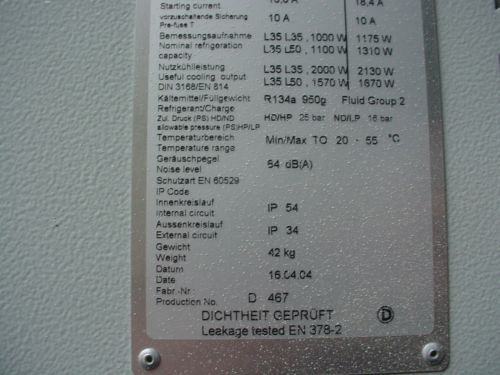 Starting current 18,4 A
vorzuschaltende Sicherung 10 A
Pre-fuse T 10 A
Bemessungsaufnahme L35 L35 , 1000 W 1175 W
Nominal refrigeration L35 L50 , 1100 W 1310 W
capacity
Nutzkühlleistung L35 L35 , 2000 W 2130 W
Useful cooling output L35 L50 , 1570 W 1670 W
DIN 3168/EN 814
Kältemittel/Füllgewicht R134a 950g Fluid Group 2
Refrigerant/Charge
Zul. Druck (PS) HD/ND HD/HP 25 bar ND/LP 16 bar
allowable pressure (PS)HP/LP
Temperaturbereich Min/Max TO 20 - 55 °C
Temperature range
Geräuschpegel 64 dB(A)
Noise level
Schutzart EN 60529
IP Code
Innenkreislauf IP 54
Internal circuit
Aussenkreislauf IP 34
External circuit
Gewicht 42 kg
Weight
Datum 16.04.04
Date
Fabr.-Nr.
Production No. D 467
DICHTHEIT GEPRÜFT D
Leakage tested EN 378-2